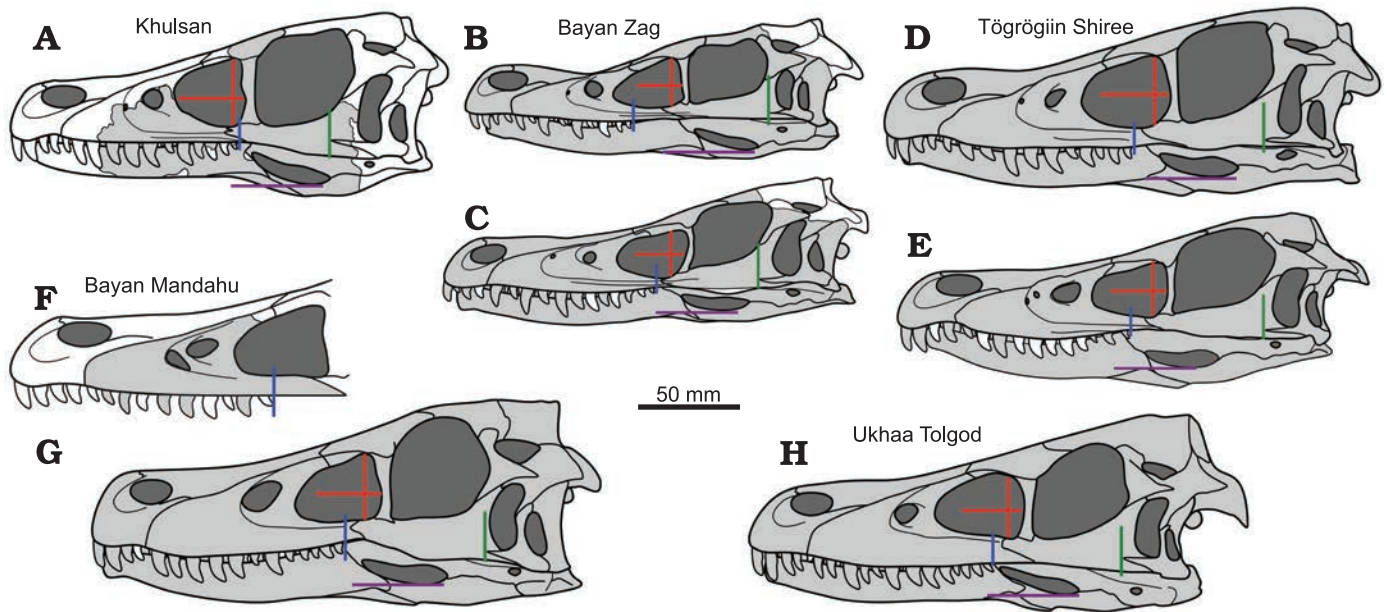 A
Khulsan
B
Bayan Zag
D
Tögrögiin Shiree
C
E
F
Bayan Mandahu
50 mm
G
H
Ukhaa Tolgod